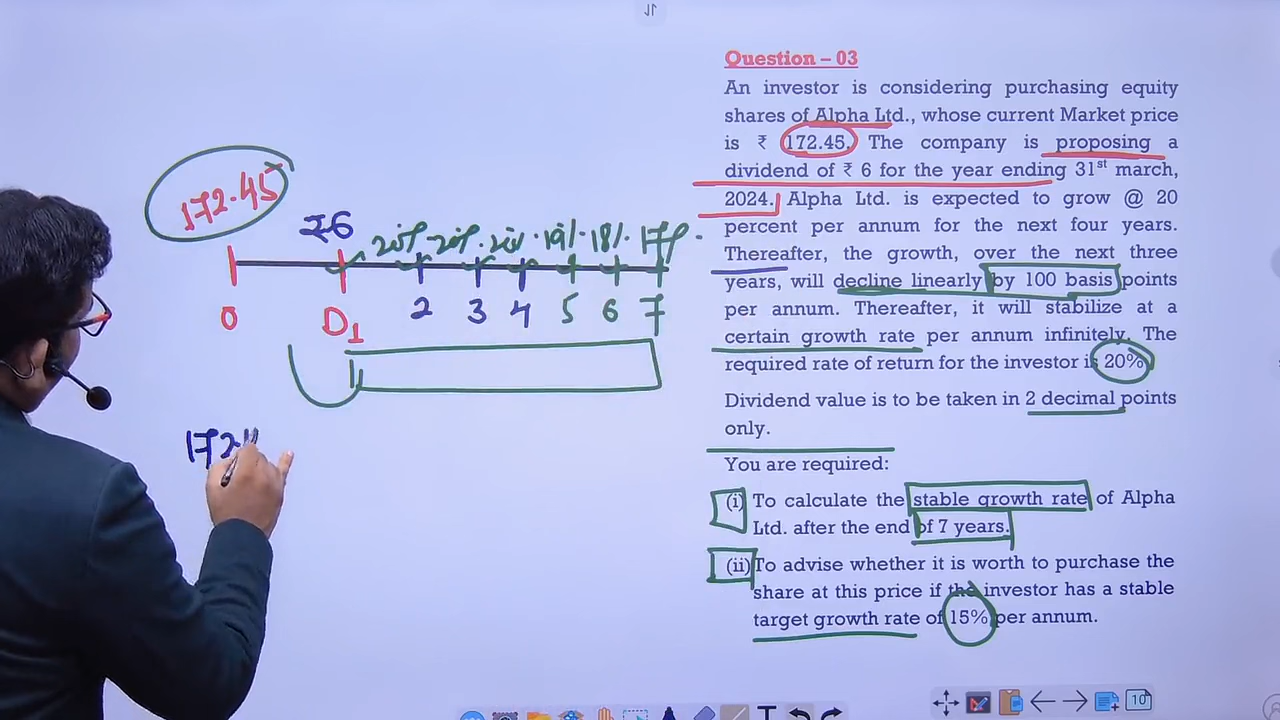 Question – 03
An investor is considering purchasing equity
shares of Alpha Ltd., whose current Market price
is ₹ 172.45. The company is proposing a
dividend of ₹ 6 for the year ending 31st march,
2024. Alpha Ltd. is expected to grow @ 20
percent per annum for the next four years.
Thereafter, the growth, over the next three
years, will decline linearly by 100 basis points
per annum. Thereafter, it will stabilize at a
certain growth rate per annum infinitely. The
required rate of return for the investor is 20%
Dividend value is to be taken in 2 decimal points
only.
You are required:
(i) To calculate the stable growth rate of Alpha
Ltd. after the end of 7 years.
(ii) To advise whether it is worth to purchase the
share at this price if the investor has a stable
target growth rate of 15% per annum.
172.45
₹6
20% 20% 20% 19% 18% 17%
0 D1 2 3 4 5 6 7
172.
10